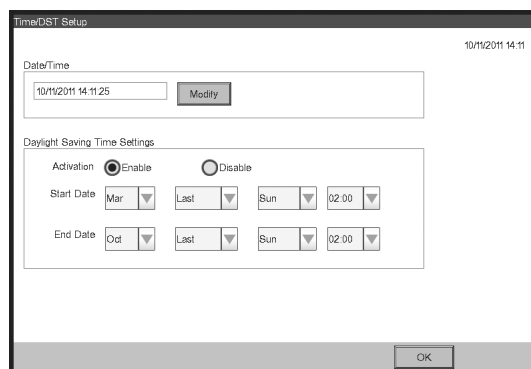 Time/DST Setup
10/11/2011 14:11
Date/Time
10/11/2011 14:11:25 Modify
Daylight Saving Time Settings
Activation Enable Disable
Start Date Mar Last Sun 02:00
End Date Oct Last Sun 02:00
OK